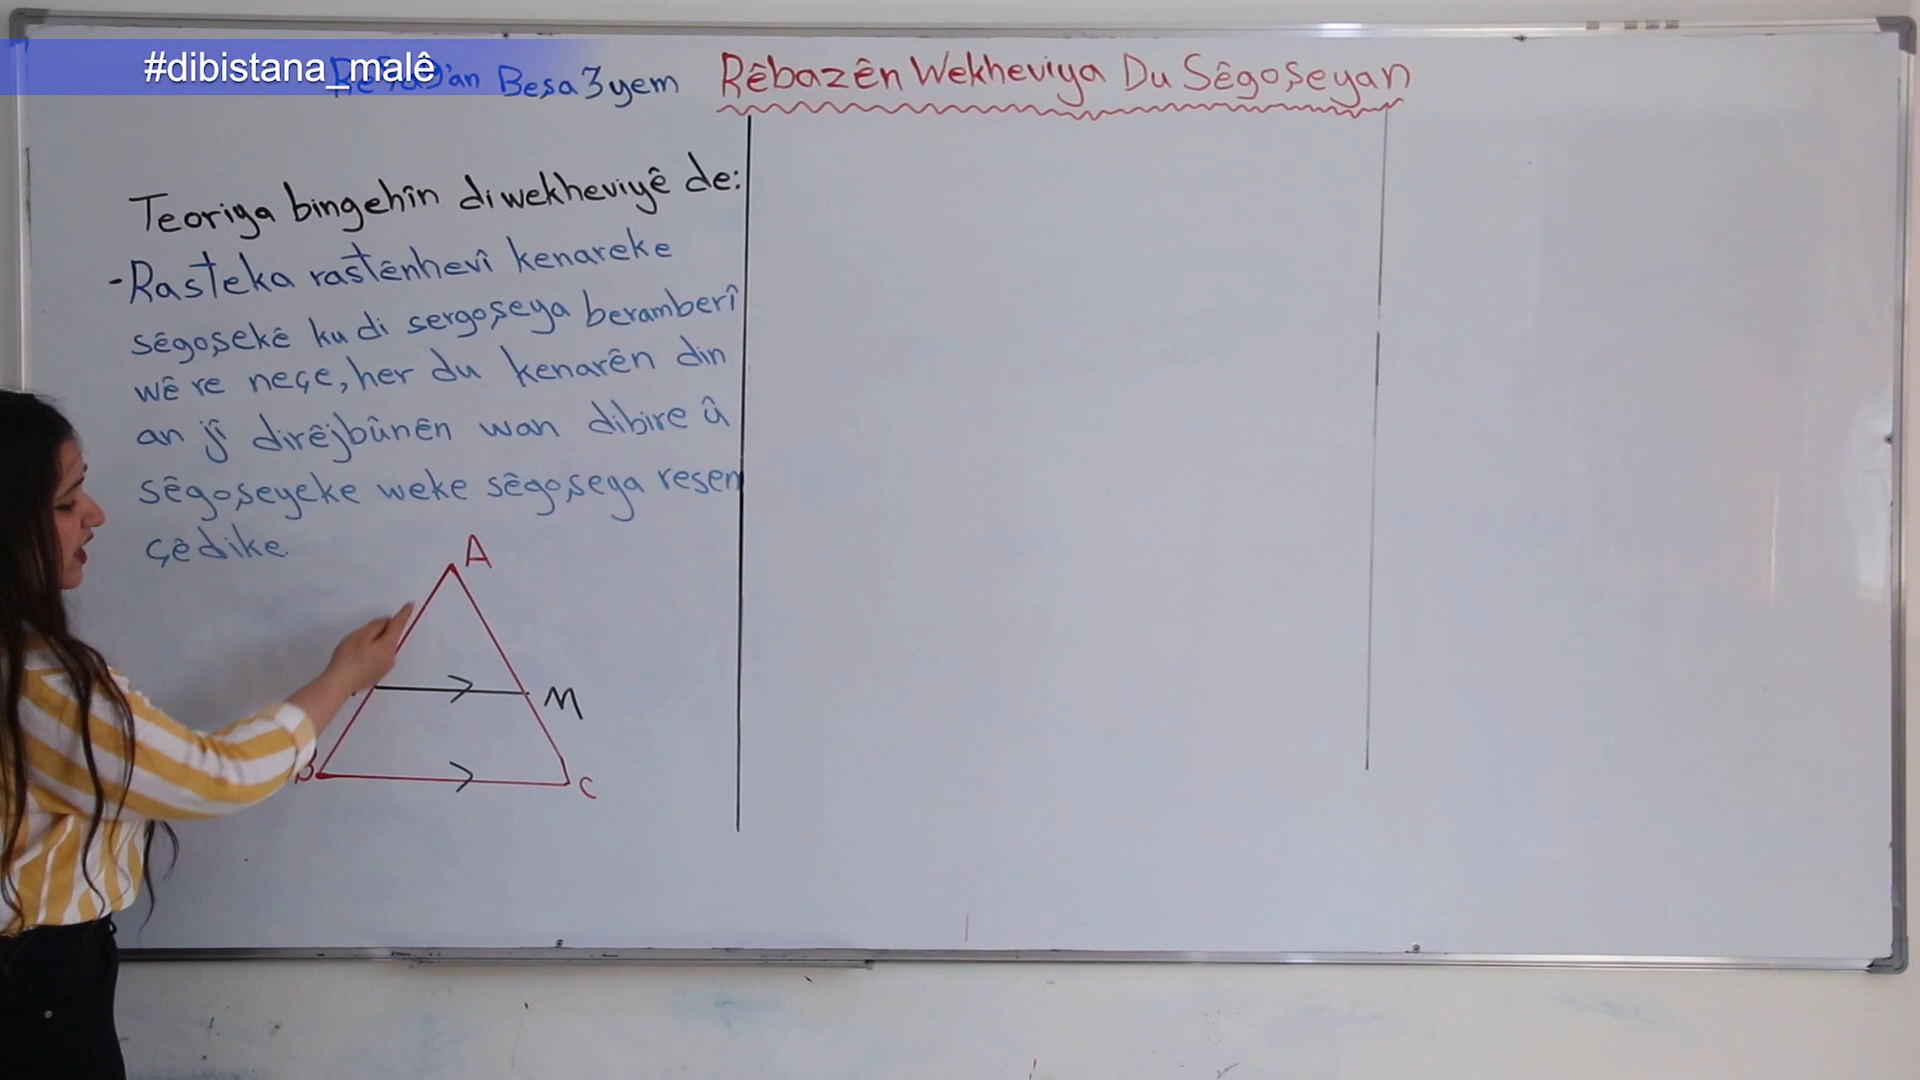 #dibistana_malê
Beşa 3yem
Rêbazên Wekheviya Du Sêgoşeyan
Teoriya bingehîn di wekheviyê de:
- Rasteka rastênhevî kenareke
sêgoşekê ku di sergoşeya beramberî
wê re neçe, her du kenarên din
an jî dirêjbûnên wan dibire û
sêgoşeyeke weke sêgoşeya resen
çêdike.
A
M
B
C